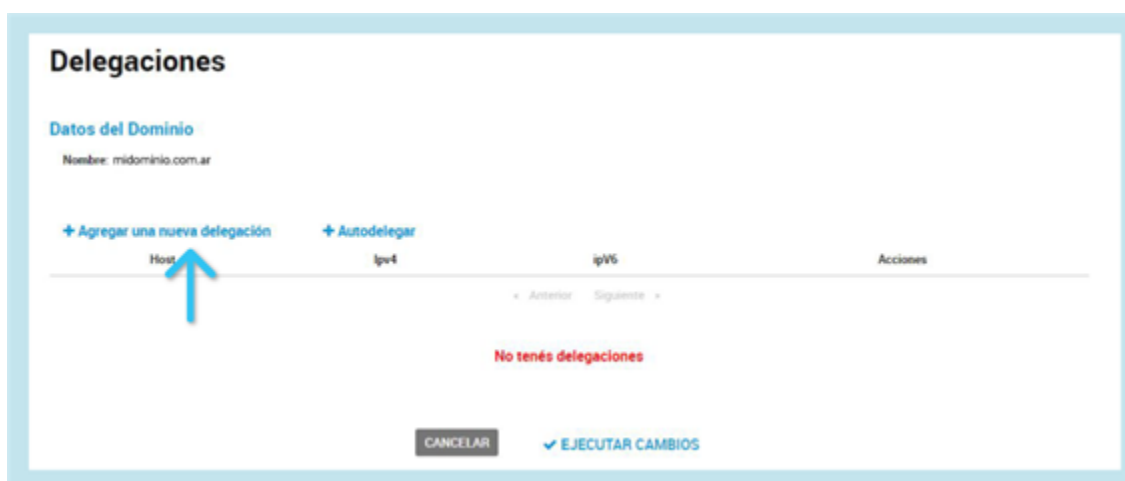 Delegaciones
Datos del Dominio
Nombre: midominio.com.ar
+ Agregar una nueva delegación + Autodelegar
Host Ipv4 ipV6 Acciones
« Anterior Siguiente »
No tenés delegaciones
CANCELAR ✔ EJECUTAR CAMBIOS